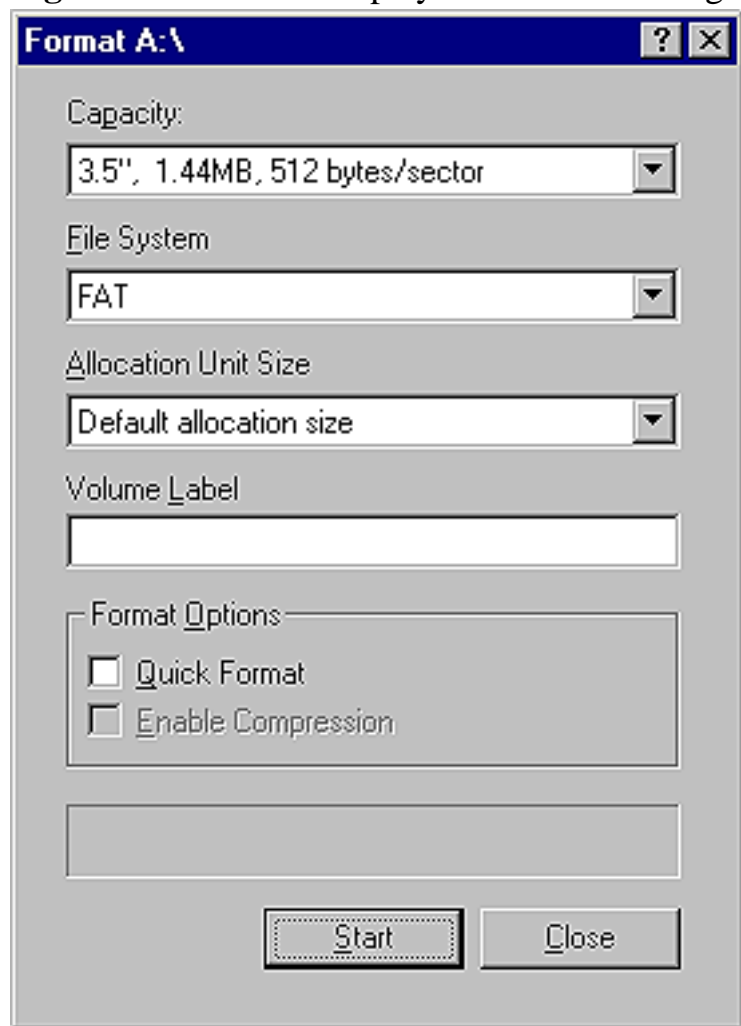 Format A:\
Capacity:
3.5", 1.44MB, 512 bytes/sector
File System
FAT
Allocation Unit Size
Default allocation size
Volume Label
Format Options
Quick Format
Enable Compression
Start
Close